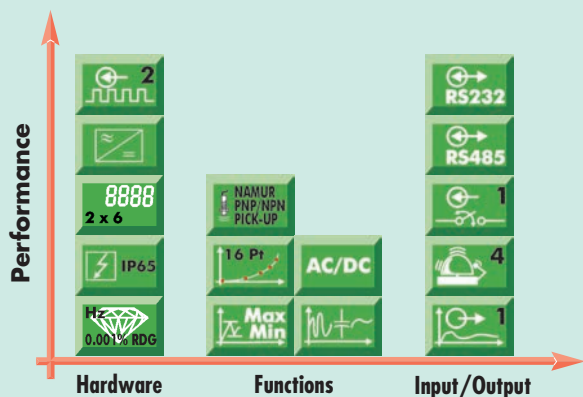 Performance
2
8888
2 x 6
IP65
Hz
0.001% RDG
Hardware
NAMUR
PNP/NPN
PICK-UP
16 Pt
AC/DC
Max
Min
Functions
RS232
RS485
1
4
1
Input/Output